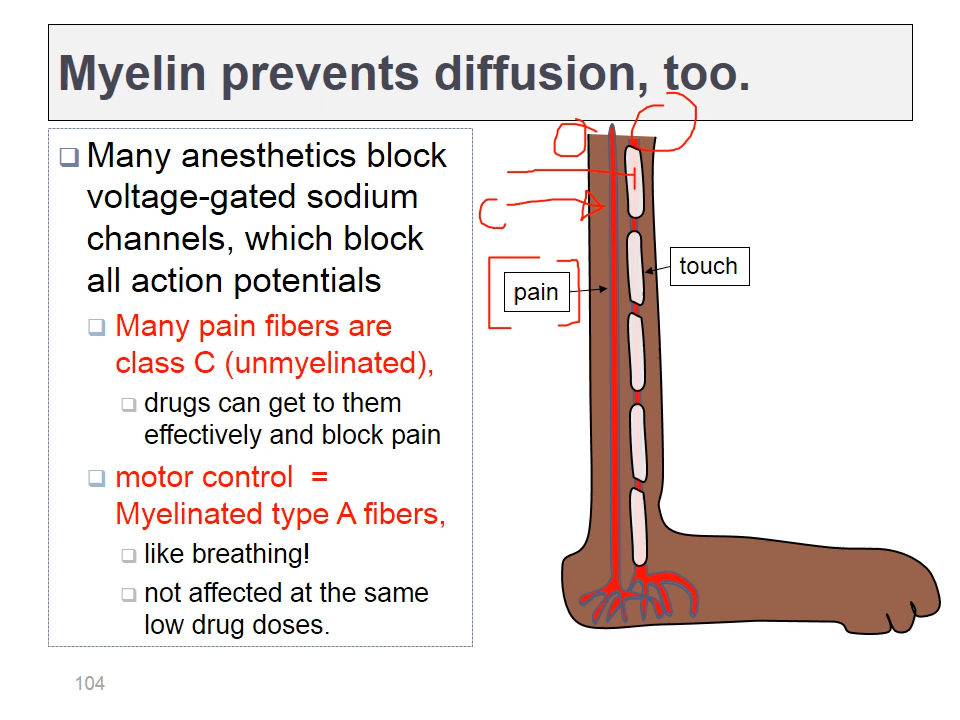 Myelin prevents diffusion, too.
Many anesthetics block
voltage-gated sodium
channels, which block
all action potentials
Many pain fibers are
class C (unmyelinated),
drugs can get to them
effectively and block pain
motor control = 
Myelinated type A fibers,
like breathing!
not affected at the same
low drug doses.
C
pain
touch
104